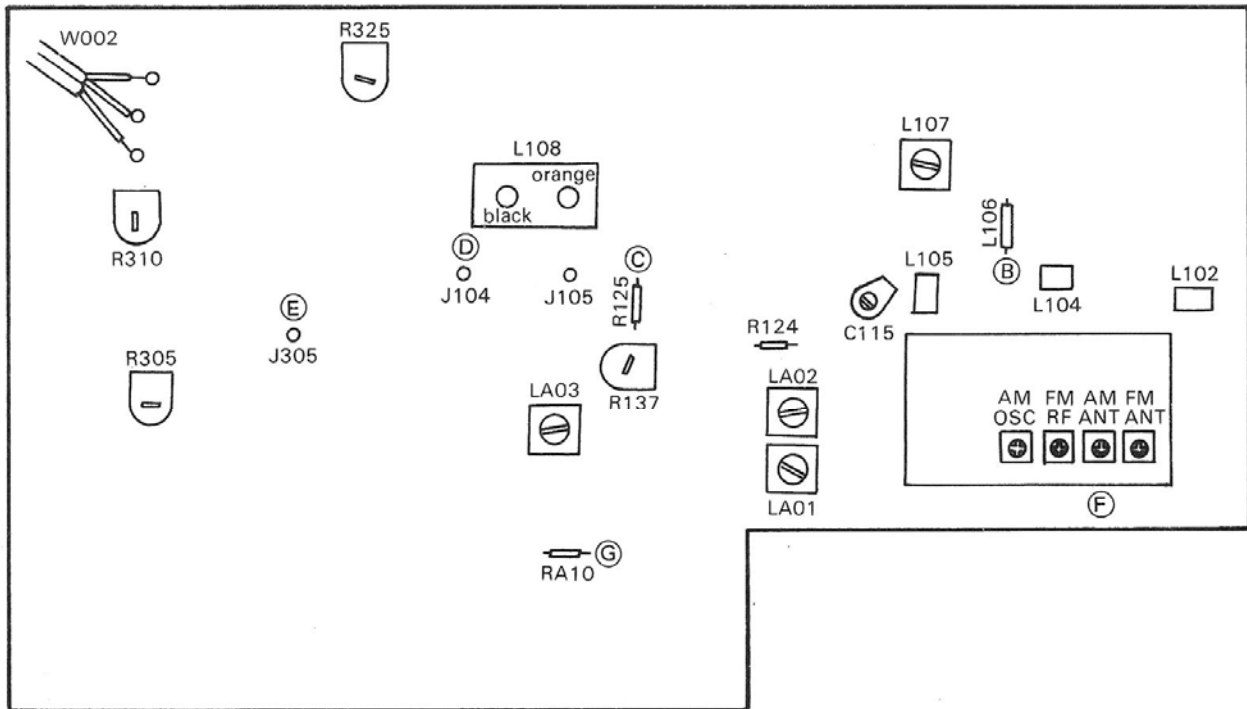 W002
R325
L107
L108
orange
black
R310
L106
Ⓓ
Ⓒ
L105
Ⓑ
L104
L102
J104
J105
R125
C115
Ⓔ
J305
R124
R305
R137
LA03
LA02
AM FM AM FM
OSC RF ANT ANT
LA01
Ⓕ
RA10 Ⓖ